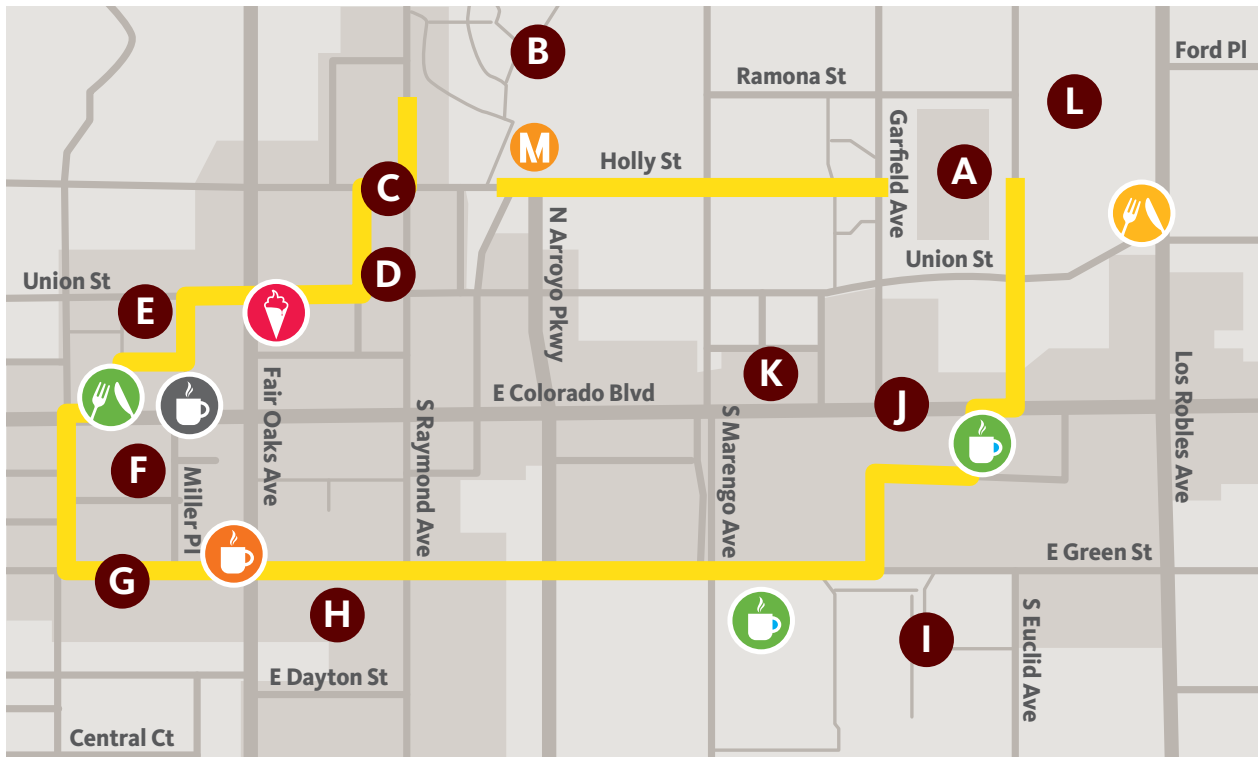 B
Ford Pl
Ramona St
L
M
Holly St
Garfield Ave
A
C
N Arroyo Pkwy
Union St
D
Union St
E
Fair Oaks Ave
K
Los Robles Ave
E Colorado Blvd
J
S Raymond Ave
S Marengo Ave
F
Miller Pl
E Green St
G
H
I
S Euclid Ave
E Dayton St
Central Ct